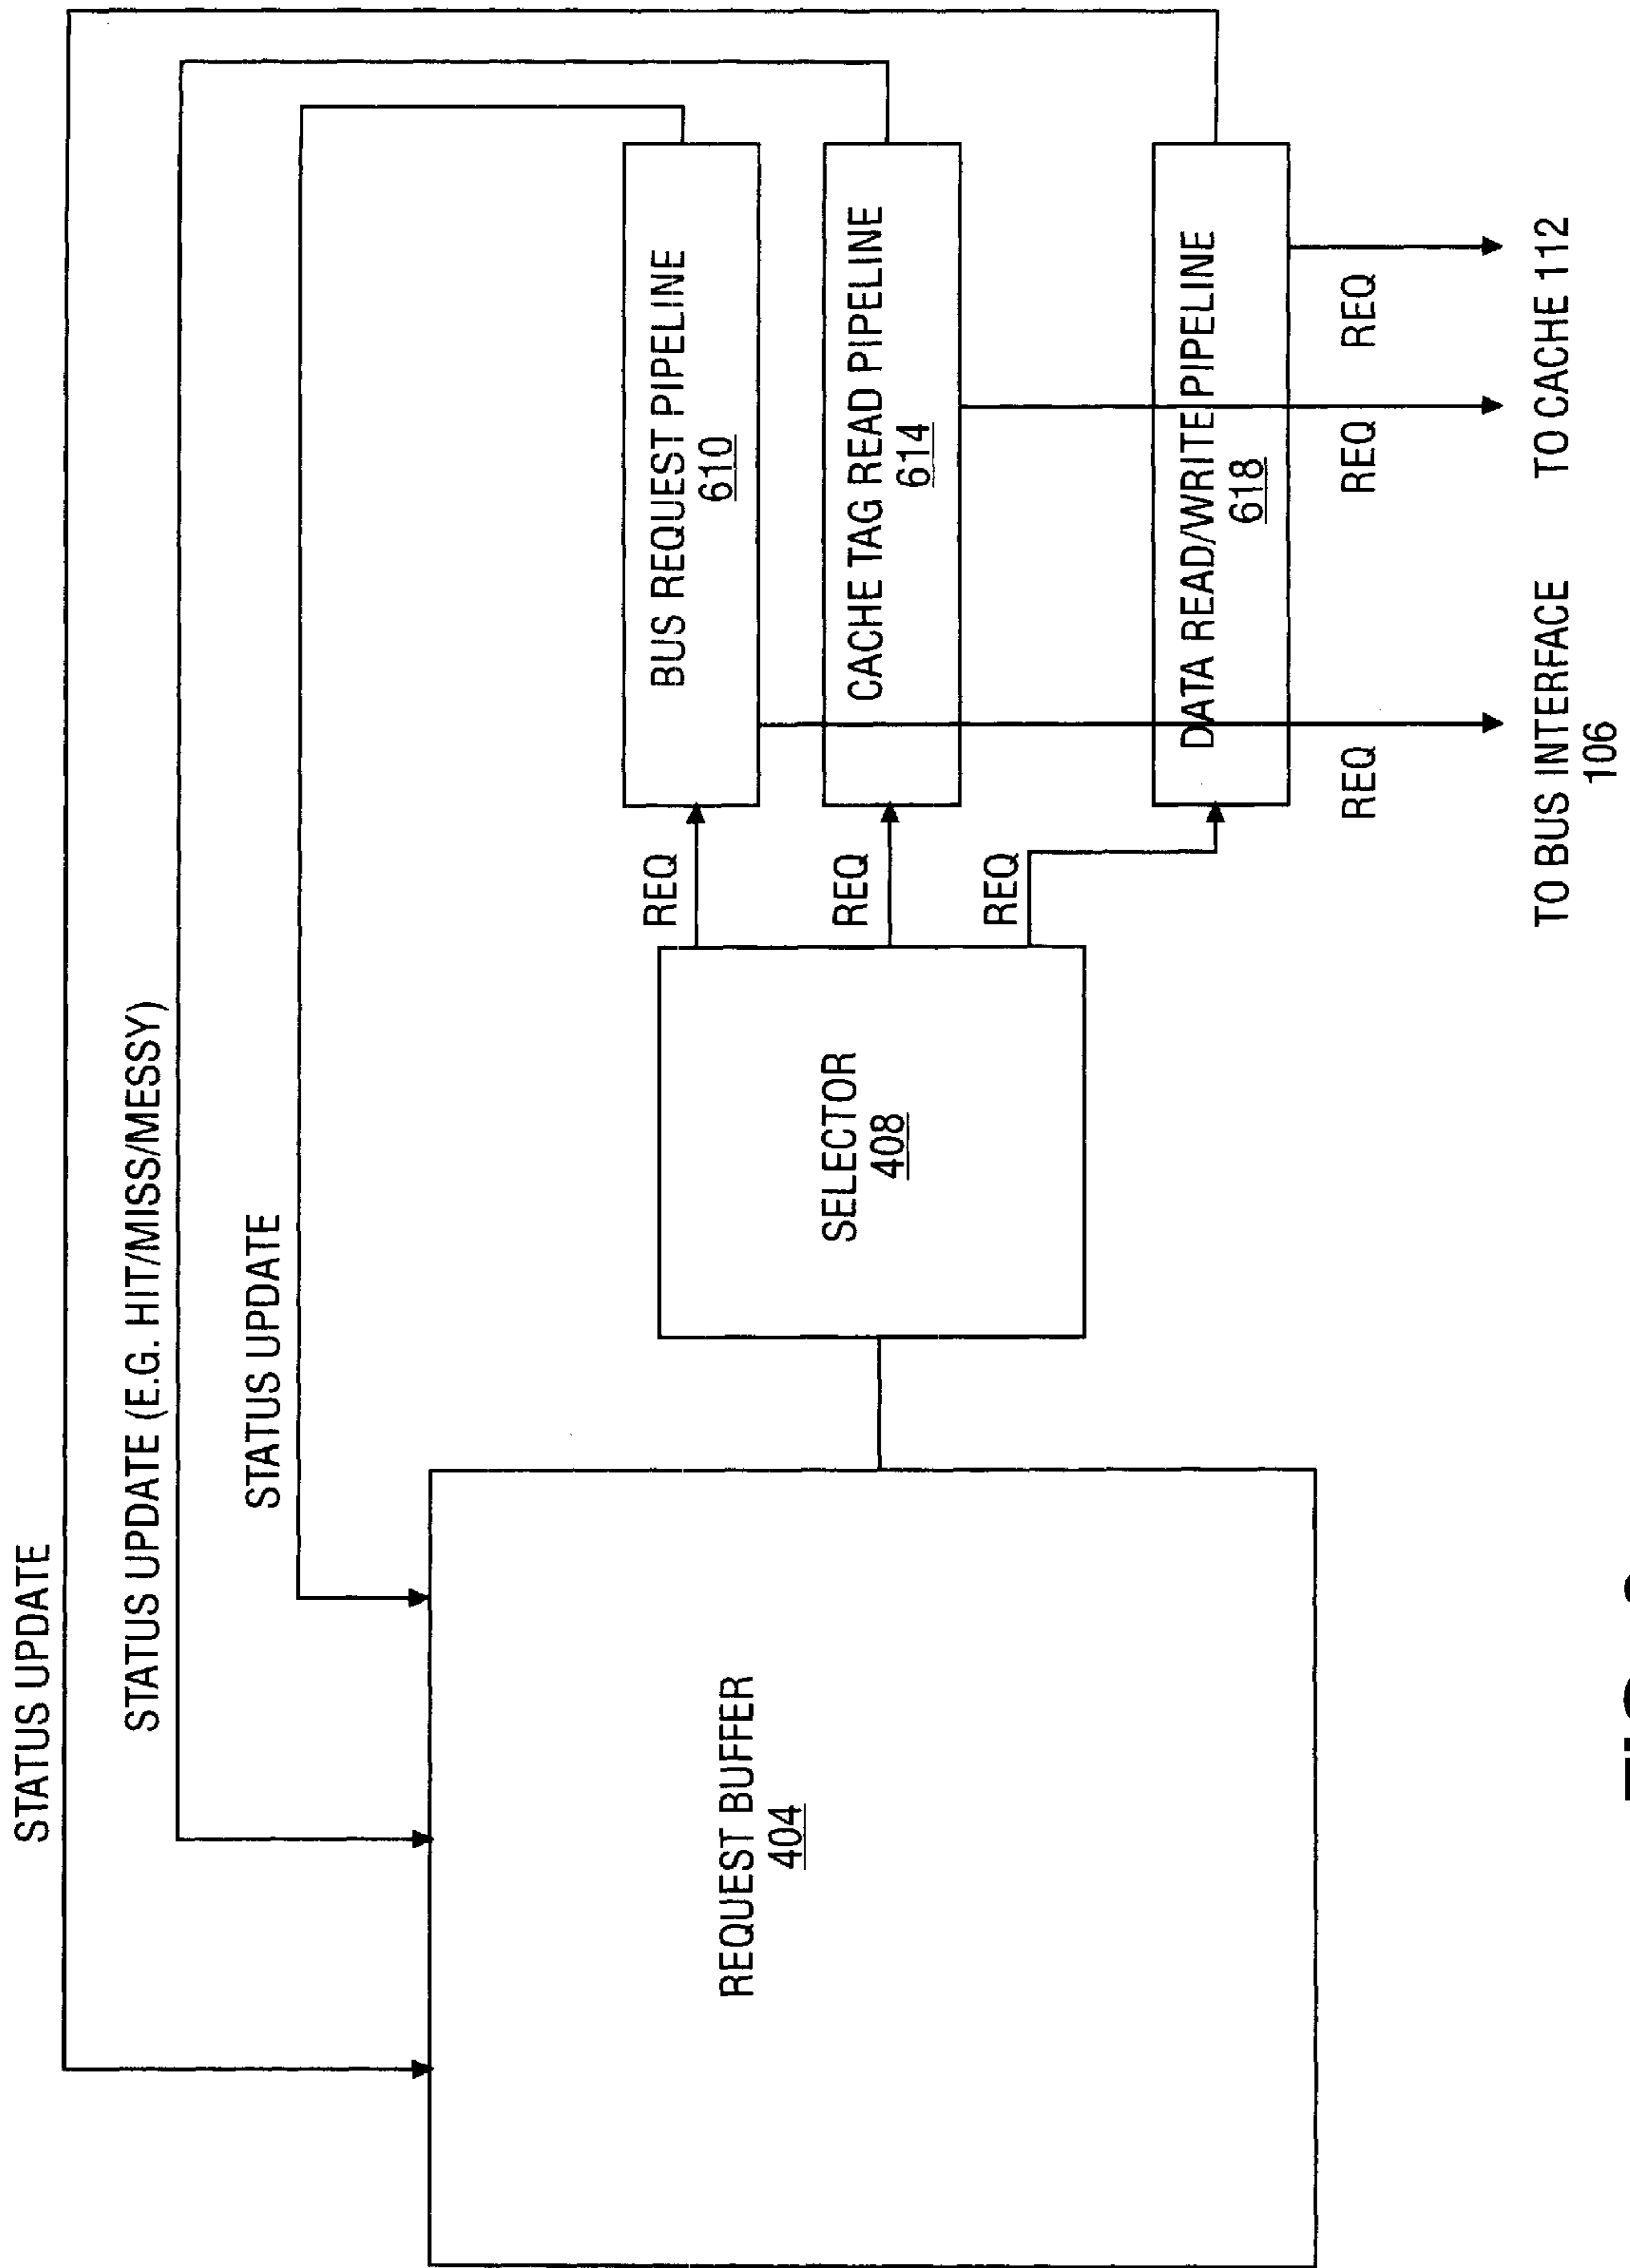 STATUS UPDATE
STATUS UPDATE (E.G. HIT/MISS/MESSY)
STATUS UPDATE
REQUEST BUFFER
404
SELECTOR
408
REQ
REQ
REQ
BUS REQUEST PIPELINE
610
CACHE TAG READ PIPELINE
614
DATA READ/WRITE PIPELINE
618
REQ
REQ
REQ
TO BUS INTERFACE
106
TO CACHE 112